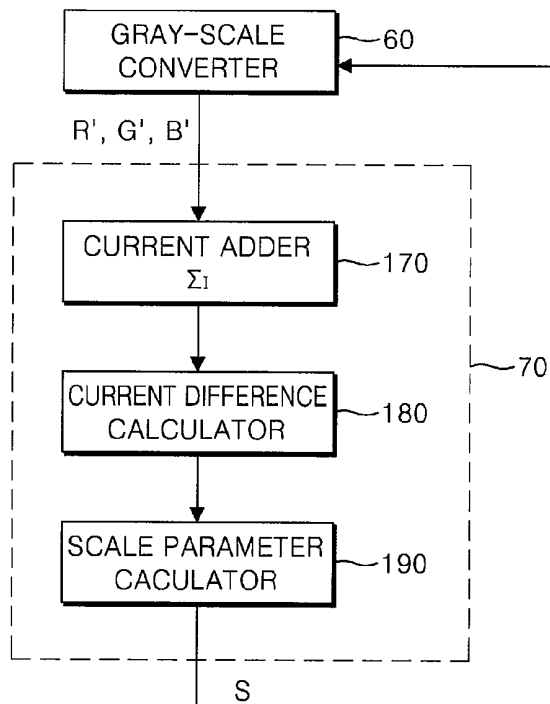 GRAY-SCALE
CONVERTER
60
R', G', B'
CURRENT ADDER
ΣI
170
70
CURRENT DIFFERENCE
CALCULATOR
180
SCALE PARAMETER
CACULATOR
190
S